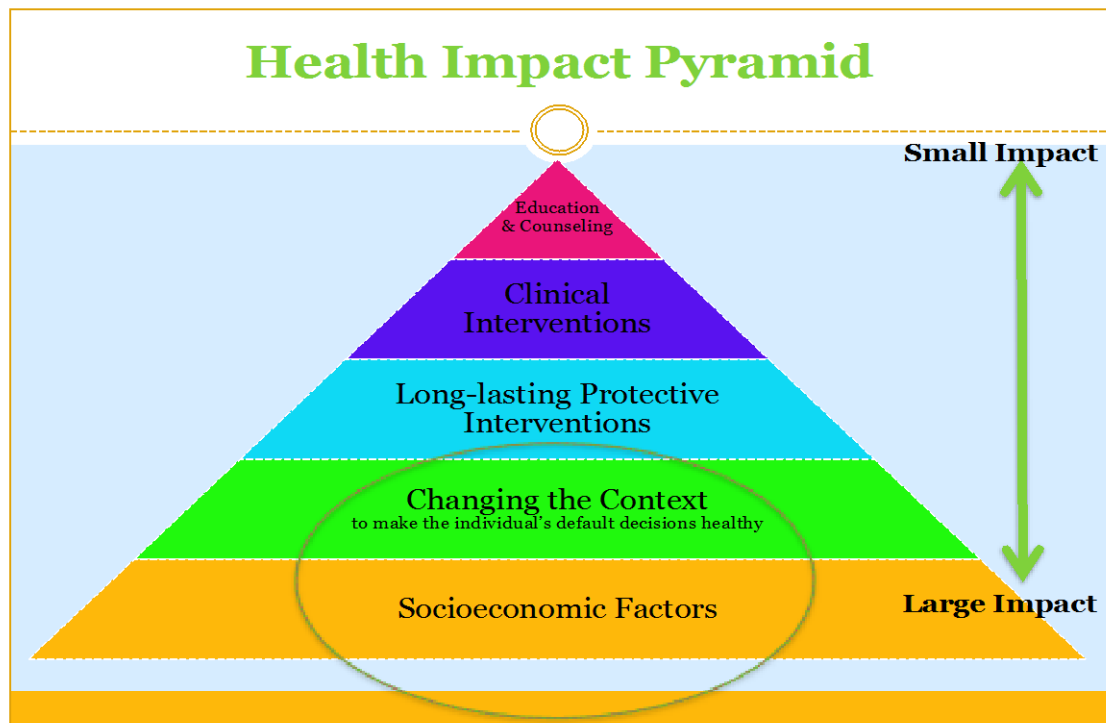 Health Impact Pyramid
Small Impact
Education
& Counseling
Clinical
Interventions
Long-lasting Protective
Interventions
Changing the Context
to make the individual's default decisions healthy
Socioeconomic Factors
Large Impact